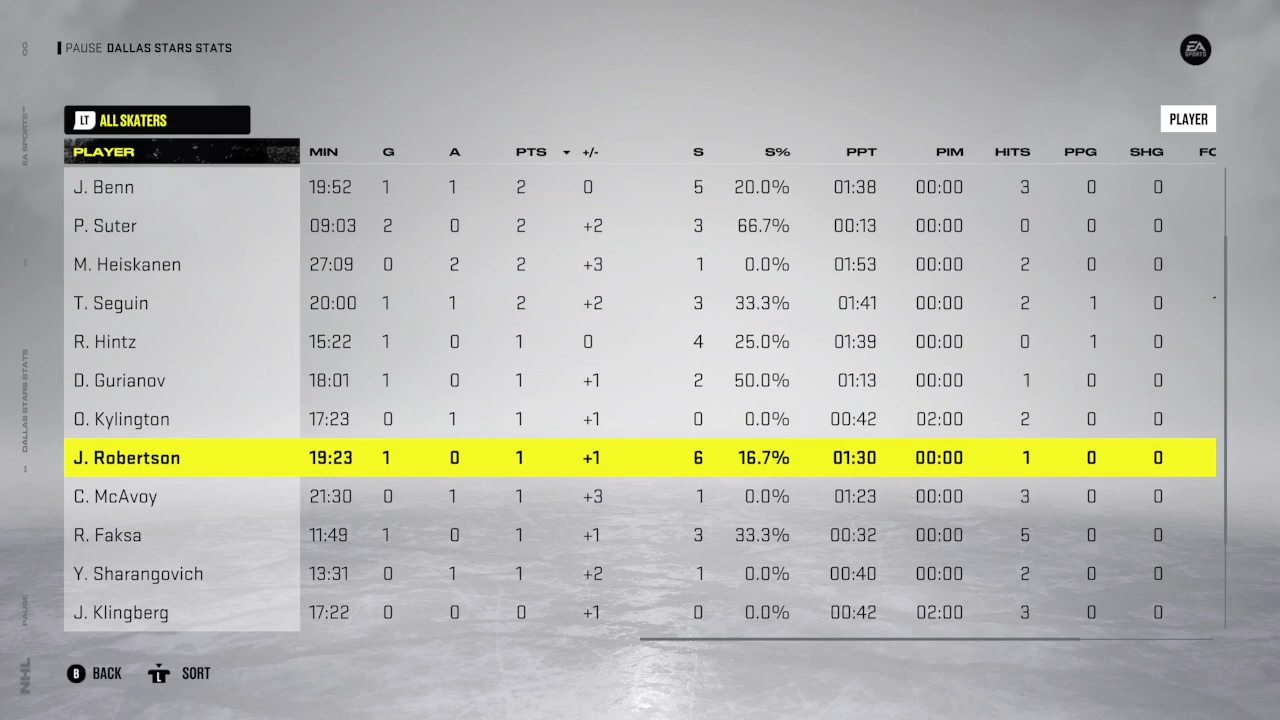 PAUSE DALLAS STARS STATS
EA SPORTS
LT ALL SKATERS
PLAYER
PLAYER MIN G A PTS +/- S S% PPT PIM HITS PPG SHG FO
J. Benn 19:52 1 1 2 0 5 20.0% 01:38 00:00 3 0 0
P. Suter 09:03 2 0 2 +2 3 66.7% 00:13 00:00 0 0 0
M. Heiskanen 27:09 0 2 2 +3 1 0.0% 01:53 00:00 2 0 0
T. Seguin 20:00 1 1 2 +2 3 33.3% 01:41 00:00 2 1 0
R. Hintz 15:22 1 0 1 0 4 25.0% 01:39 00:00 0 1 0
D. Gurianov 18:01 1 0 1 +1 2 50.0% 01:13 00:00 1 0 0
O. Kylington 17:23 0 1 1 +1 0 0.0% 00:42 02:00 2 0 0
J. Robertson 19:23 1 0 1 +1 6 16.7% 01:30 00:00 1 0 0
C. McAvoy 21:30 0 1 1 +3 1 0.0% 01:23 00:00 3 0 0
R. Faksa 11:49 1 0 1 +1 3 33.3% 00:32 00:00 5 0 0
Y. Sharangovich 13:31 0 1 1 +2 1 0.0% 00:40 00:00 2 0 0
J. Klingberg 17:22 0 0 0 +1 0 0.0% 00:42 02:00 3 0 0
B BACK L SORT
NHL PAUSE » DALLAS STARS STATS EA SPORTS™